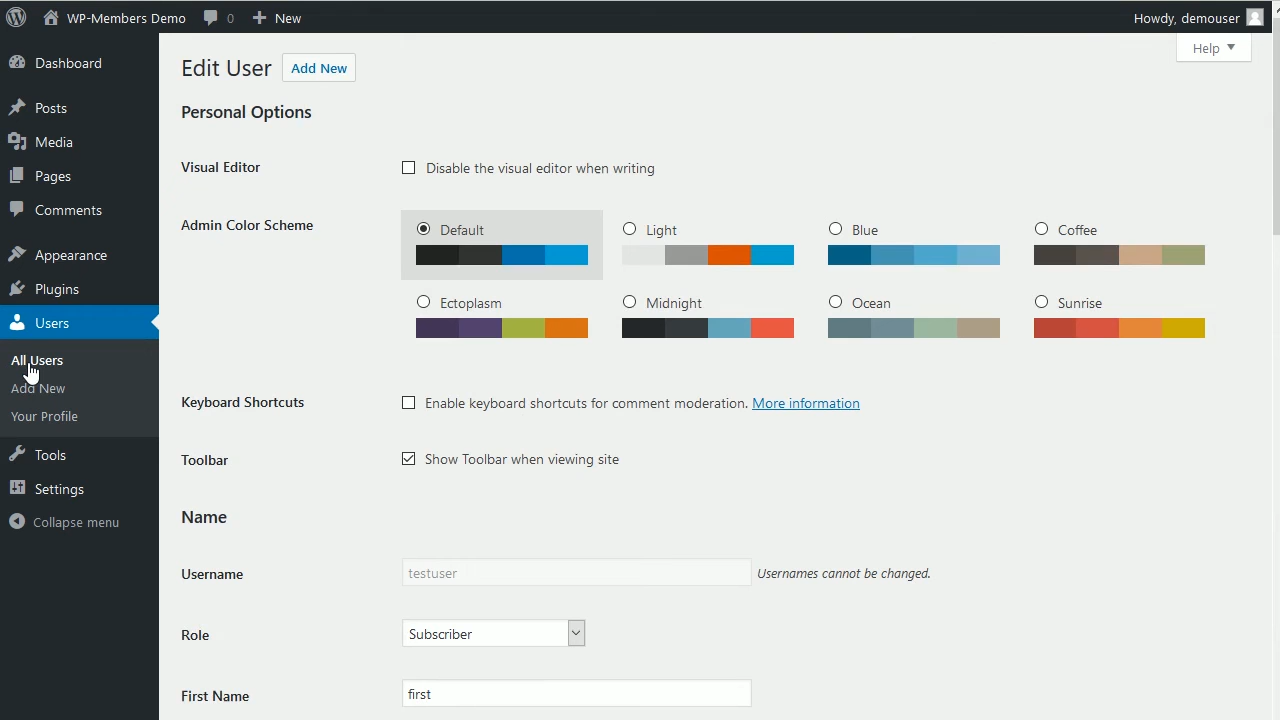 WP-Members Demo 0 New Howdy, demouser
Help
Dashboard
Posts
Media
Pages
Comments
Appearance
Plugins
Users
All Users
Add New
Your Profile
Tools
Settings
Collapse menu
Edit User Add New
Personal Options
Visual Editor Disable the visual editor when writing
Admin Color Scheme Default Light Blue Coffee
Ectoplasm Midnight Ocean Sunrise
Keyboard Shortcuts Enable keyboard shortcuts for comment moderation. More information
Toolbar Show Toolbar when viewing site
Name
Username testuser Usernames cannot be changed.
Role Subscriber
First Name first